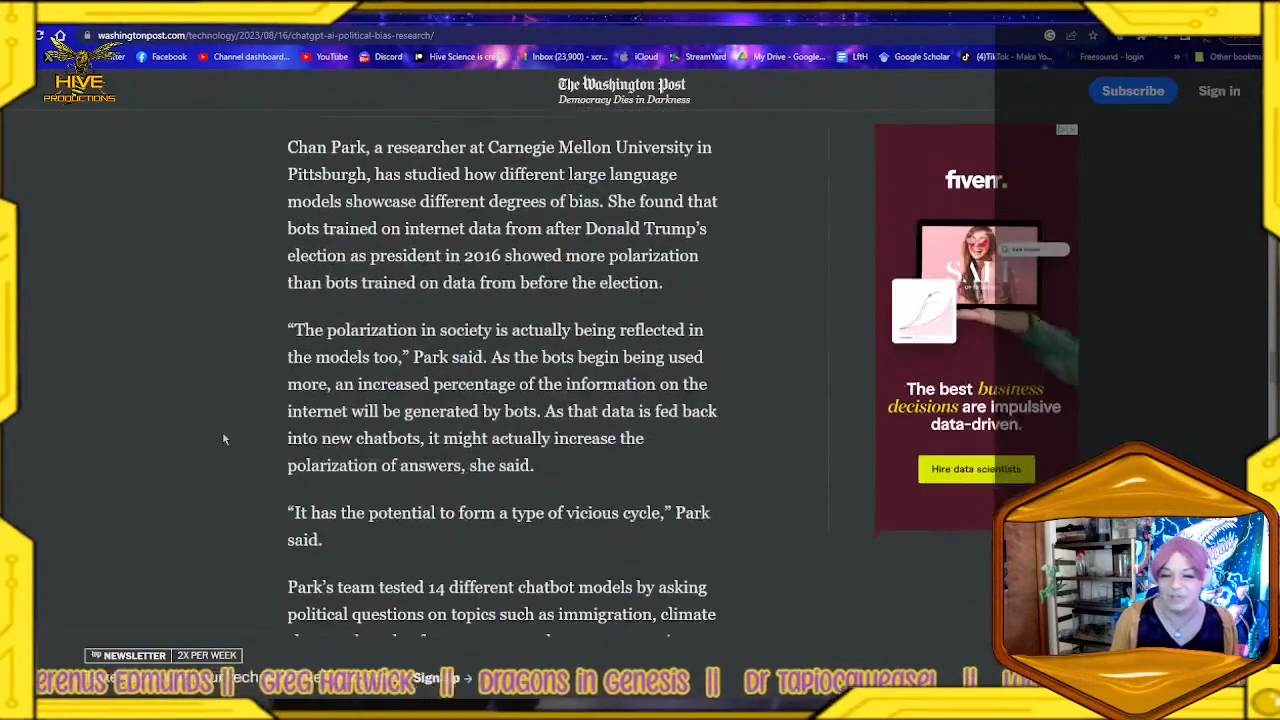 washingtonpost.com/technology/2023/08/16/chatgpt-ai-political-bias-research/
Facebook
Channel dashboard...
YouTube
Discord
Hive Science is crea
Inbox (23,900) - xcr...
iCloud
StreamYard
My Drive - Google...
LftH
Google Scholar
(4)TikTok - Make Yo...
Freesound - login
»
Other bookma
HIVE
PRODUCTIONS
The Washington Post
Democracy Dies in Darkness
Subscribe
Sign in
Chan Park, a researcher at Carnegie Mellon University in
Pittsburgh, has studied how different large language
models showcase different degrees of bias. She found that
bots trained on internet data from after Donald Trump’s
election as president in 2016 showed more polarization
than bots trained on data from before the election.
“The polarization in society is actually being reflected in
the models too,” Park said. As the bots begin being used
more, an increased percentage of the information on the
internet will be generated by bots. As that data is fed back
into new chatbots, it might actually increase the
polarization of answers, she said.
“It has the potential to form a type of vicious cycle,” Park
said.
Park’s team tested 14 different chatbot models by asking
political questions on topics such as immigration, climate
fiverr.
SALE
The best business
decisions are impulsive
data-driven.
Hire data scientists
NEWSLETTER
2X PER WEEK
Sign up →
erenus Edmunds || Greg Hartwick || Dragons in Genesis || Dr Tapiocaweasel ||